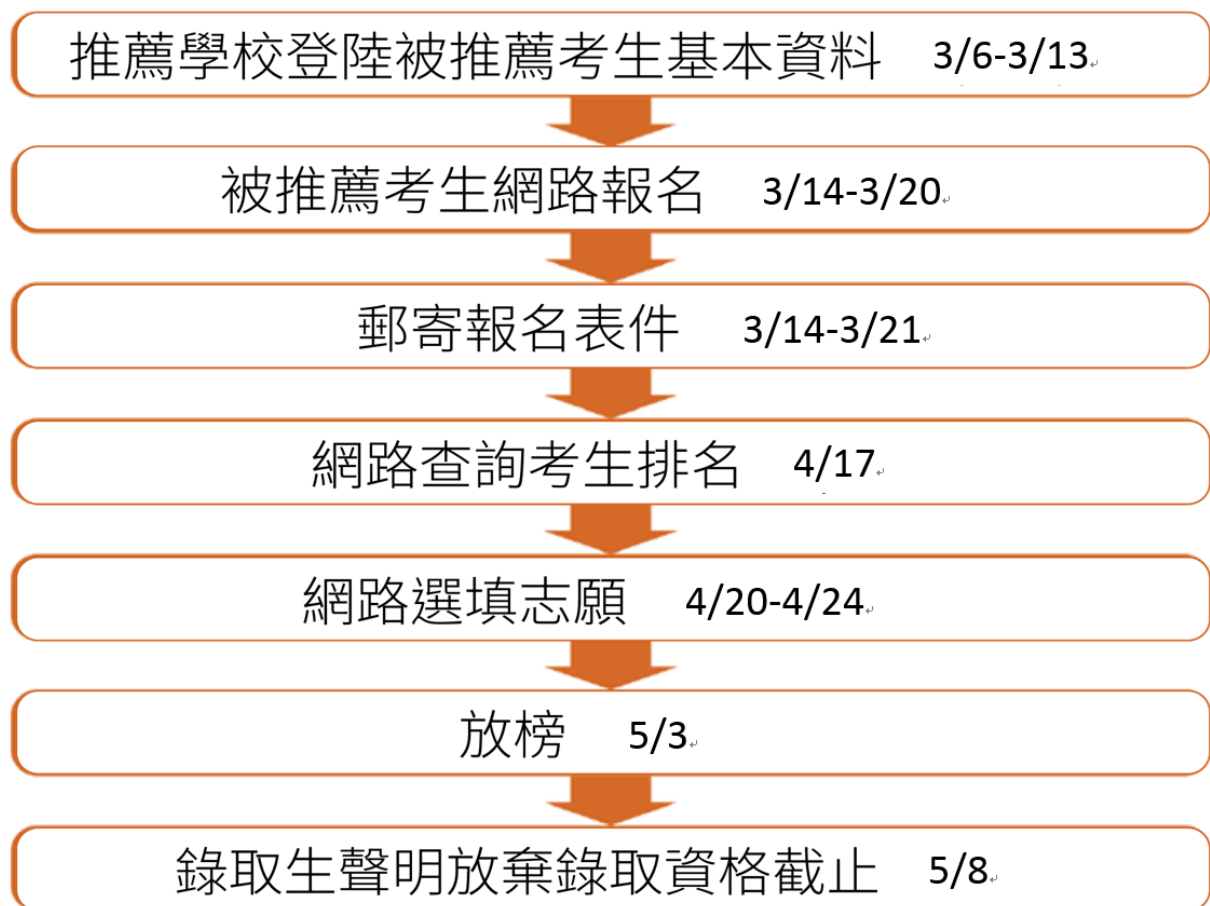 推薦學校登陸被推薦考生基本資料 3/6-3/13
被推薦考生網路報名 3/14-3/20
郵寄報名表件 3/14-3/21
網路查詢考生排名 4/17
網路選填志願 4/20-4/24
放榜 5/3
錄取生聲明放棄錄取資格截止 5/8